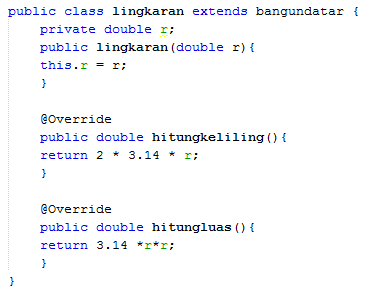 public class lingkaran extends bangundatar {
private double r;
public lingkaran(double r){
this.r = r;
}
@Override
public double hitungkeliling(){
return 2 * 3.14 * r;
}
@Override
public double hitungluas(){
return 3.14 *r*r;
}
}